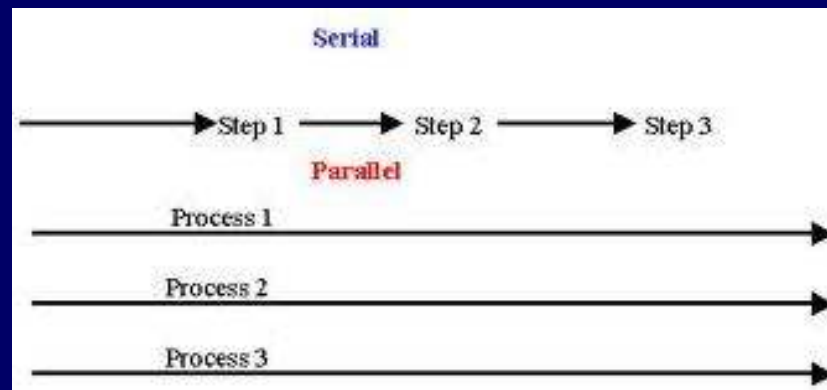 Serial
Step 1 Step 2 Step 3
Parallel
Process 1
Process 2
Process 3